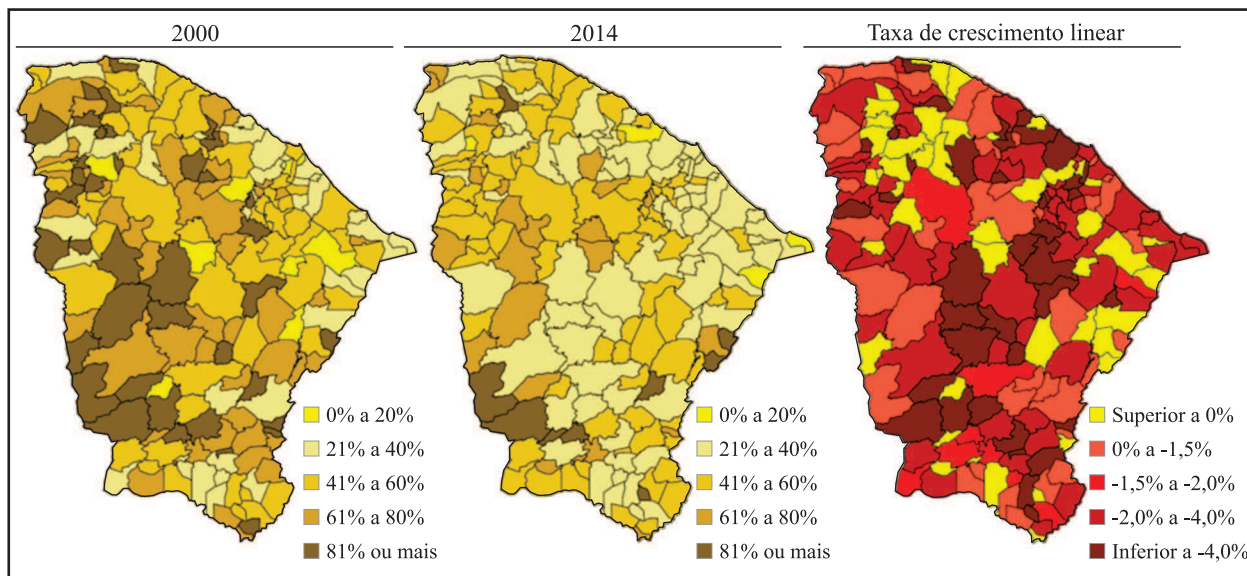 2000
2014
Taxa de crescimento linear
0% a 20%
21% a 40%
41% a 60%
61% a 80%
81% ou mais
0% a 20%
21% a 40%
41% a 60%
61% a 80%
81% ou mais
Superior a 0%
0% a -1,5%
-1,5% a -2,0%
-2,0% a -4,0%
Inferior a -4,0%